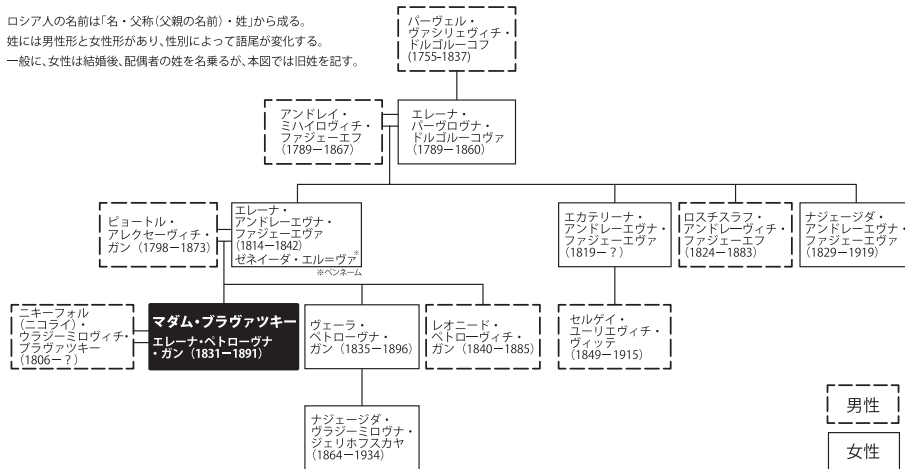 ロシア人の名前は「名・父称(父親の名前)・姓」から成る。
姓には男性形と女性形があり、性別によって語尾が変化する。
一般に、女性は結婚後、配偶者の姓を名乗るが、本図では旧姓を記す。
パーヴェル・
ヴァシリェヴィチ・
ドルゴルーコフ
(1755-1837)
アンドレイ・
ミハイロヴィチ・
ファジェーエフ
(1789－1867)
エレーナ・
パーヴロヴナ・
ドルゴルーコヴァ
(1789－1860)
ピョートル・
アレクセーヴィチ・
ガン (1798－1873)
エレーナ・
アンドレーエヴナ・
ファジェーエヴァ
(1814－1842)
ゼネイーダ・エル＝ヴァ※
※ペンネーム
エカテリーナ・
アンドレーエヴナ・
ファジェーエヴァ
(1819－？)
ロスチスラフ・
アンドレーヴィチ・
ファジェーエフ
(1824－1883)
ナジェージダ・
アンドレーエヴナ・
ファジェーエヴァ
(1829－1919)
ニキーフォル
(ニコライ)・
ウラジーミロヴィチ・
ブラヴァツキー
(1806－？)
マダム・ブラヴァツキー
エレーナ・ペトローヴナ
・ガン (1831－1891)
ヴェーラ・
ペトローヴナ・
ガン (1835－1896)
レオニード・
ペトローヴィチ・
ガン (1840－1885)
セルゲイ・
ユーリエヴィチ・
ヴィッテ
(1849－1915)
ナジェージダ・
ヴラジーミロヴナ・
ジェリホフスカヤ
(1864－1934)
男性
女性